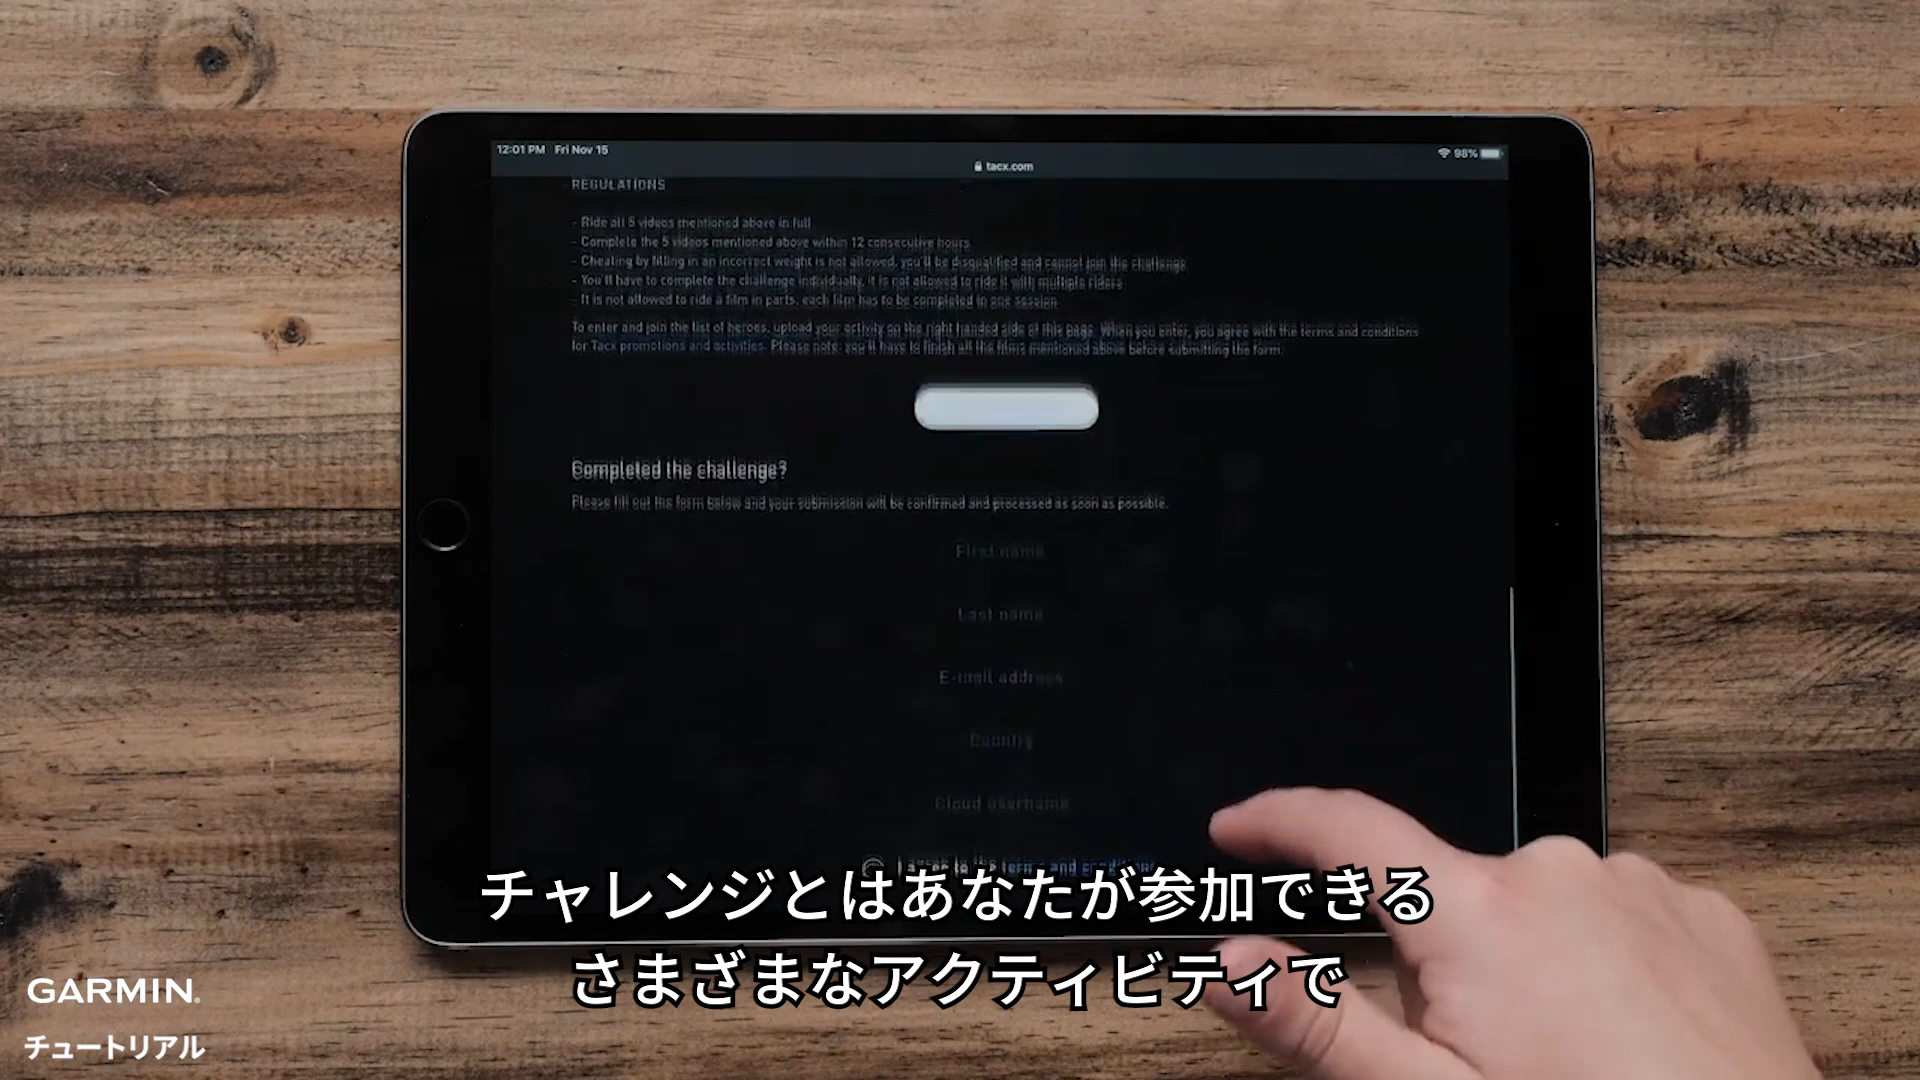 12:01 PM Fri Nov 15
98%
tacx.com
REGULATIONS
- Ride all 5 videos mentioned above in full
- Complete the 5 videos mentioned above within 12 consecutive hours
- Cheating by filling in an incorrect weight is not allowed, you'll be disqualified and cannot join the challenge
- You'll have to complete the challenge individually, it is not allowed to ride it with multiple riders
- It is not allowed to ride a film in parts, each film has to be completed in one session
To enter and join the list of heroes, upload your activity on the right handed side of this page. When you enter, you agree with the terms and conditions
for Tacx promotions and activities. Please note: you'll have to finish all the films mentioned above before submitting the form.
Completed the challenge?
Please fill out the form below and your submission will be confirmed and processed as soon as possible.
First name
Last name
E-mail address
Country
Cloud username
I agree to the terms and conditions
チャレンジとはあなたが参加できる
さまざまなアクティビティで
GARMIN®
チュートリアル